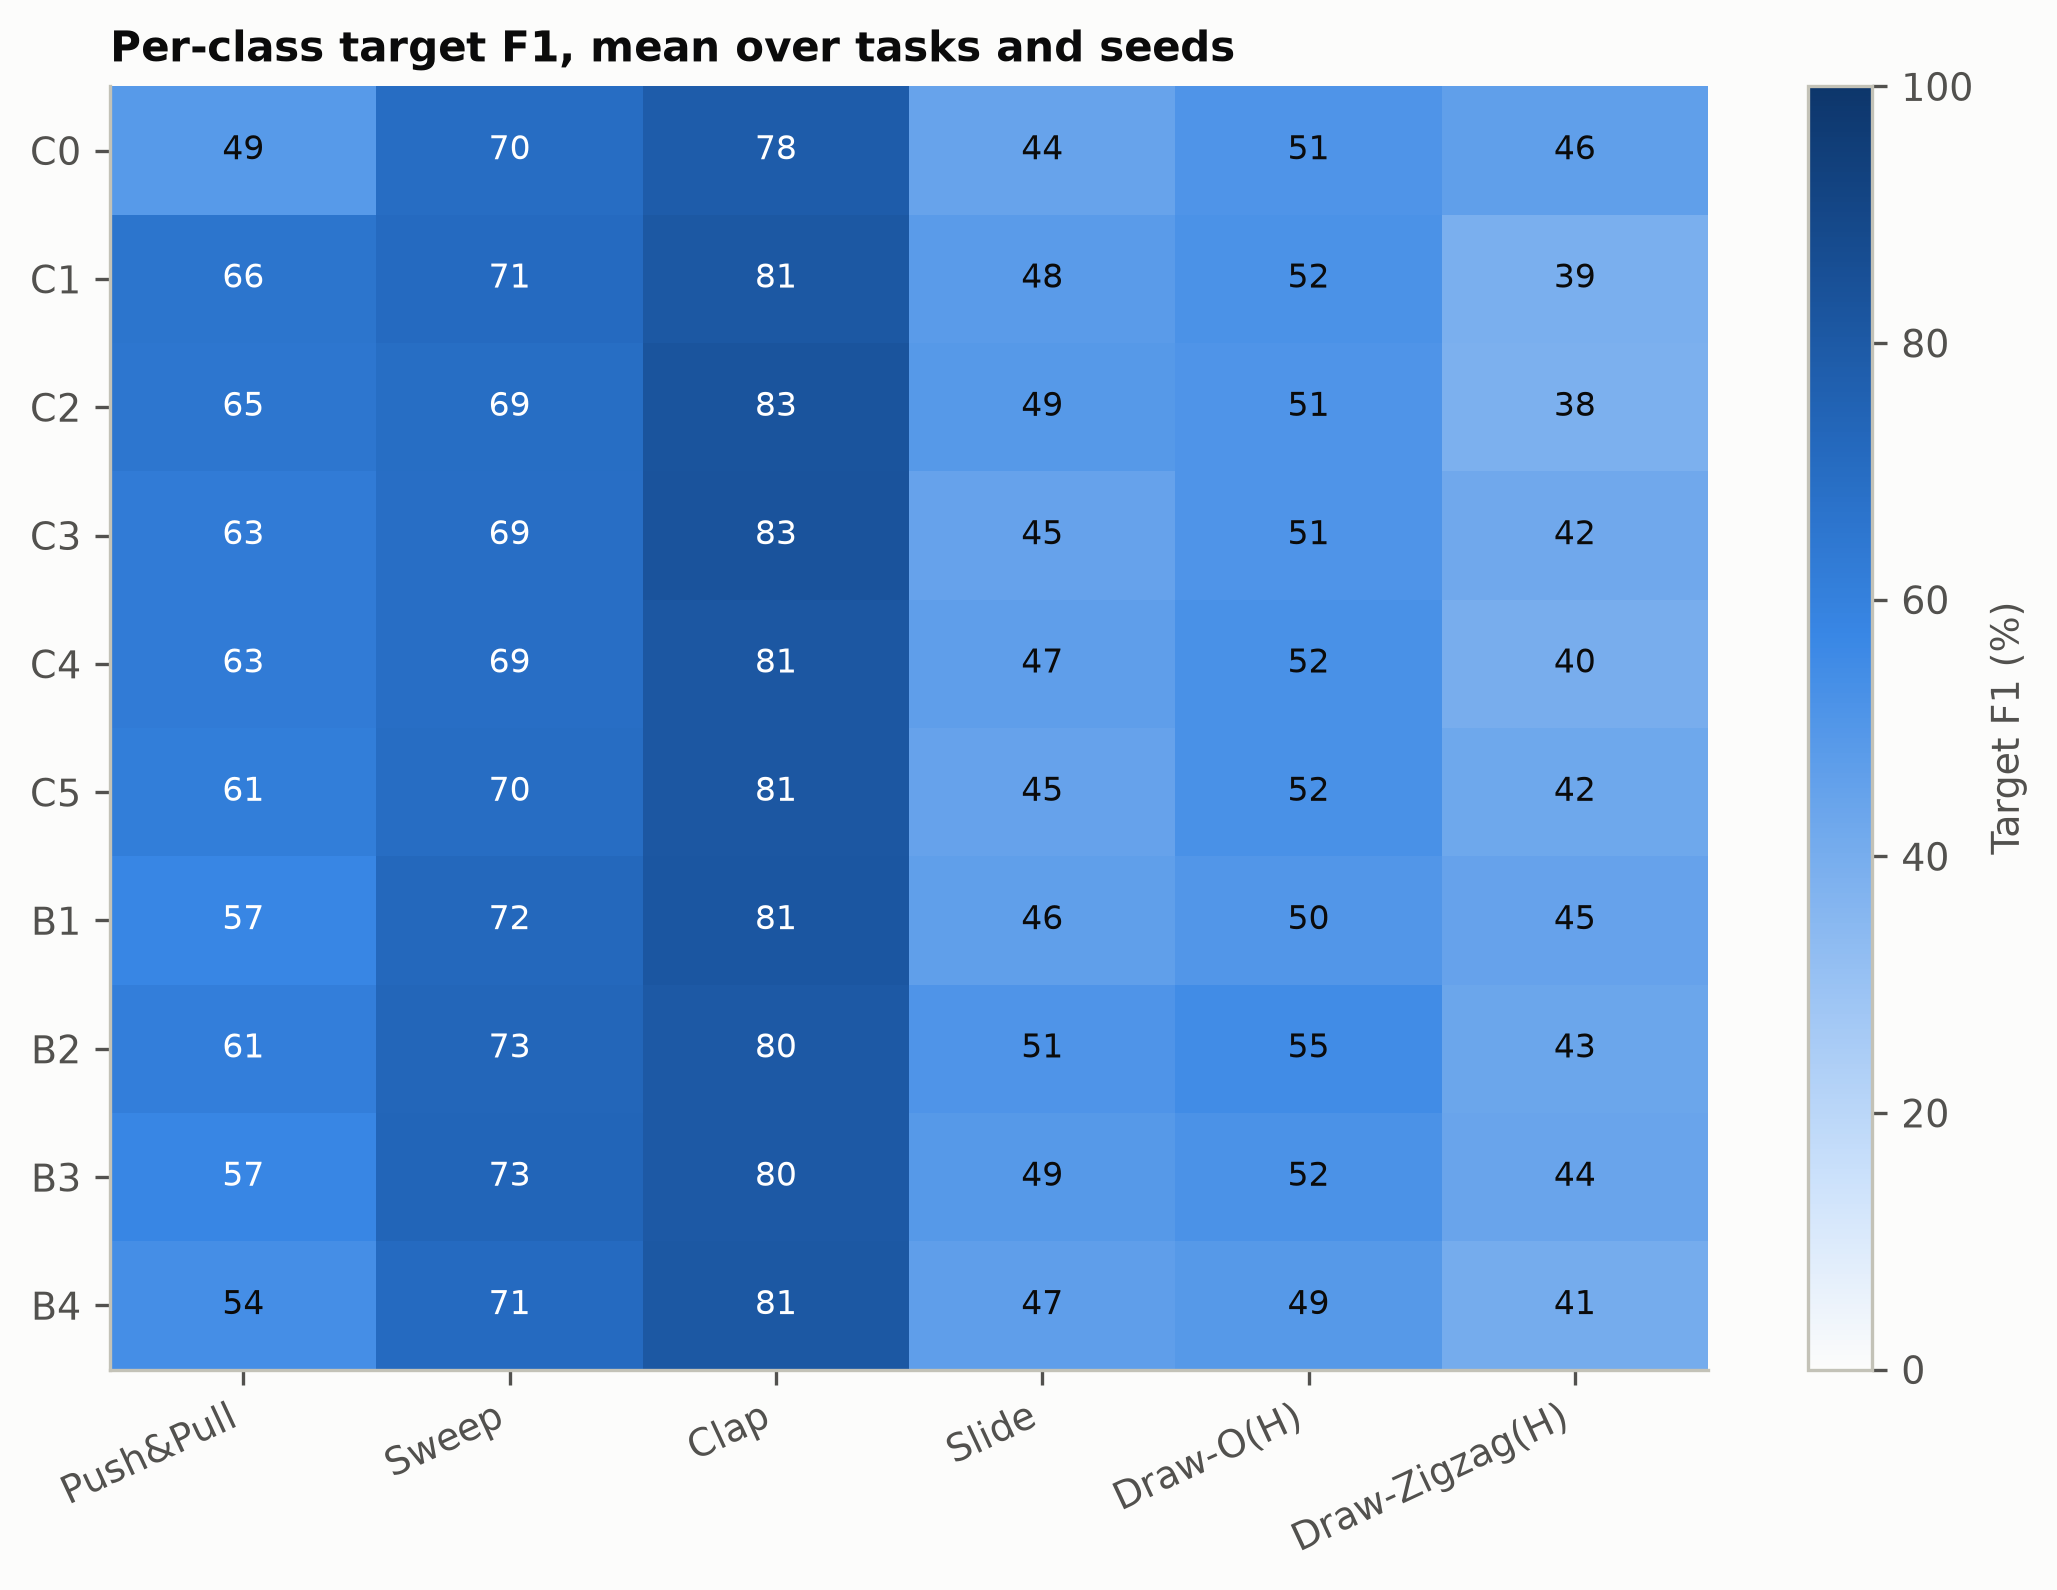 Per-class target F1, mean over tasks and seeds
C0 49 70 78 44 51 46
C1 66 71 81 48 52 39
C2 65 69 83 49 51 38
C3 63 69 83 45 51 42
C4 63 69 81 47 52 40
C5 61 70 81 45 52 42
B1 57 72 81 46 50 45
B2 61 73 80 51 55 43
B3 57 73 80 49 52 44
B4 54 71 81 47 49 41
Push&Pull Sweep Clap Slide Draw-O(H) Draw-Zigzag(H)
100
80
60
40
20
0
Target F1 (%)